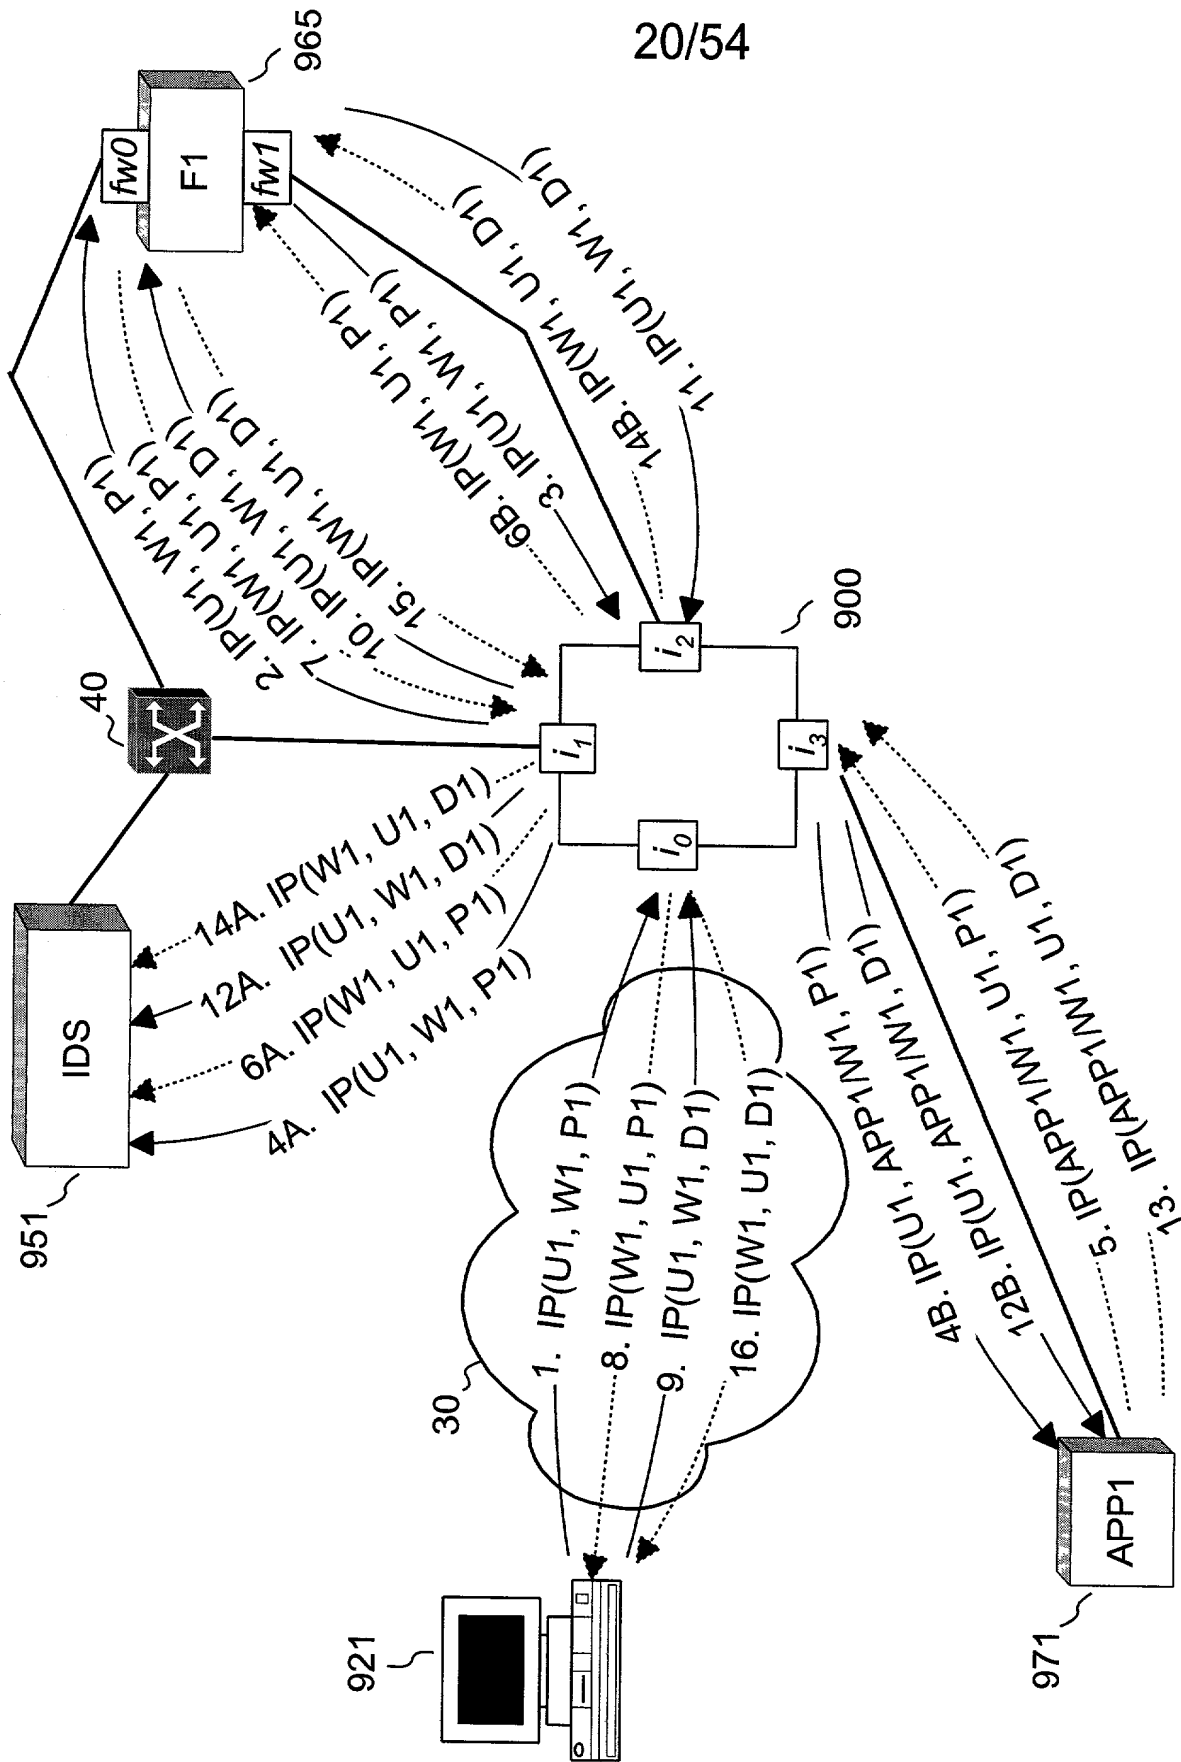 20/54
921
30
1. IP(U1, W1, P1)
8. IP(W1, U1, P1)
9. IP(U1, W1, D1)
16. IP(W1, U1, D1)
951
IDS
14A. IP(W1, U1, D1)
12A. IP(U1, W1, D1)
6A. IP(W1, U1, P1)
4A. IP(U1, W1, P1)
40
2. IP(U1, W1, P1)
7. IP(W1, U1, P1)
10. IP(U1, W1, D1)
15. IP(W1, U1, D1)
fw0
F1
fw1
965
6B. IP(W1, U1, P1)
3. IP(U1, W1, P1)
14B. IP(W1, U1, D1)
11. IP(U1, W1, D1)
i1
i0
i2
i3
900
4B. IP(U1, APP1/W1, P1)
12B. IP(U1, APP1/W1, D1)
5. IP(APP1/W1, U1, P1)
13. IP(APP1/W1, U1, D1)
APP1
971